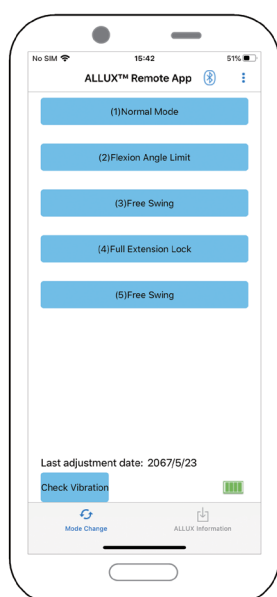 No SIM 15:42 51%
ALLUX™ Remote App
(1)Normal Mode
(2)Flexion Angle Limit
(3)Free Swing
(4)Full Extension Lock
(5)Free Swing
Last adjustment date: 2067/5/23
Check Vibration
Mode Change ALLUX Information